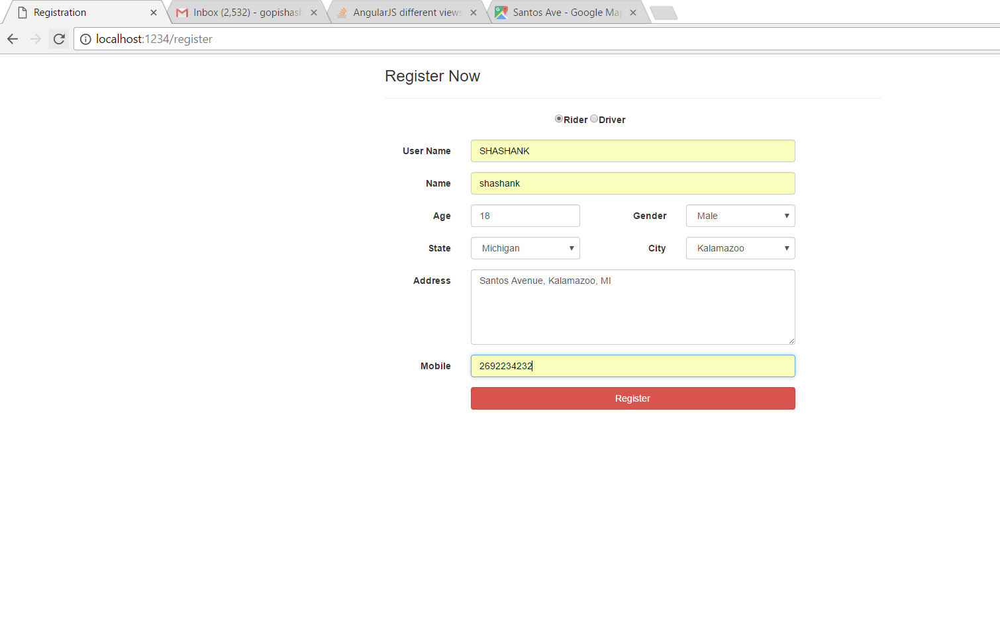 Registration Inbox (2,532) - gopishash AngularJS different views Santos Ave - Google Map
localhost:1234/register
Register Now
Rider Driver
User Name SHASHANK
Name shashank
Age 18 Gender Male
State Michigan City Kalamazoo
Address Santos Avenue, Kalamazoo, MI
Mobile 2692234232
Register